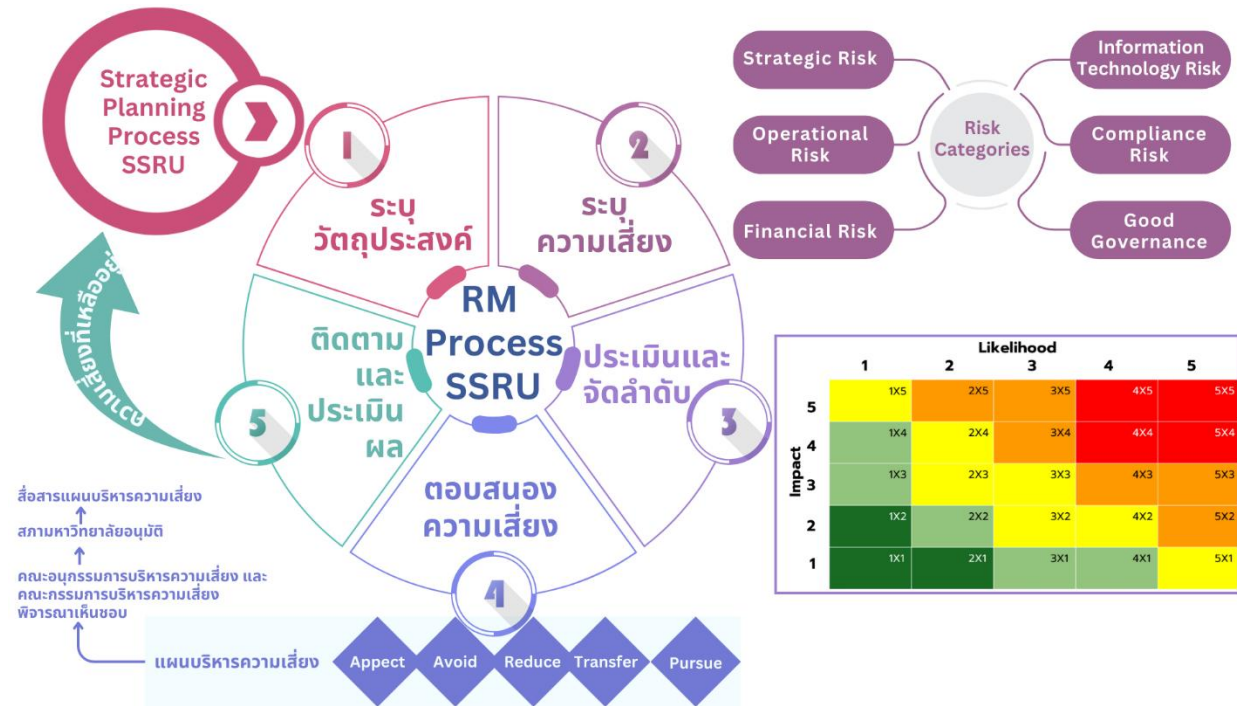 Strategic
Planning
Process
SSRU
1
ระบุ
วัตถุประสงค์
2
ระบุ
ความเสี่ยง
RM
Process
SSRU
ประเมินและ
จัดลำดับ
3
ตอบสนอง
ความเสี่ยง
4
ติดตาม
และ
ประเมิน
ผล
5
ความเสี่ยงที่เหลืออยู่
สื่อสารแผนบริหารความเสี่ยง
สภามหาวิทยาลัยอนุมัติ
คณะอนุกรรมการบริหารความเสี่ยง และ
คณะกรรมการบริหารความเสี่ยง
พิจารณาเห็นชอบ
แผนบริหารความเสี่ยง
Appect
Avoid
Reduce
Transfer
Pursue
Strategic Risk
Operational
Risk
Financial Risk
Risk
Categories
Information
Technology Risk
Compliance
Risk
Good
Governance
Likelihood
1 2 3 4 5
Impact
5 1X5 2X5 3X5 4X5 5X5
4 1X4 2X4 3X4 4X4 5X4
3 1X3 2X3 3X3 4X3 5X3
2 1X2 2X2 3X2 4X2 5X2
1 1X1 2X1 3X1 4X1 5X1